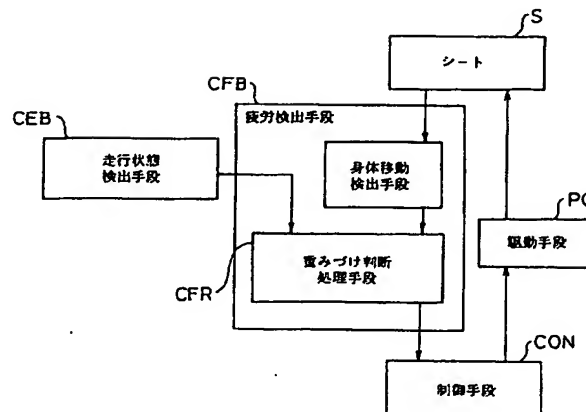 S
シート
CFB
疲労検出手段
CEB
走行状態
検出手段
身体移動
検出手段
PC
駆動手段
重みづけ判断
処理手段
CFR
CON
制御手段